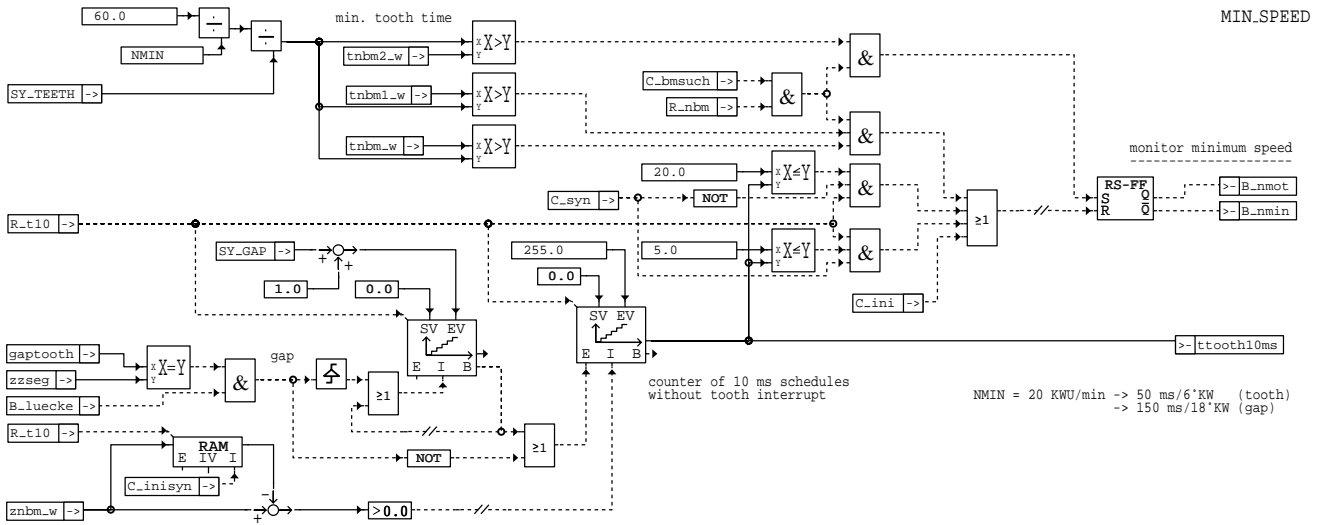 MIN_SPEED
60.0
min. tooth time
÷
÷
NMIN
X
Y
X>Y
tnbm2_w ->
SY_TEETH ->
tnbm1_w ->
X
Y
X>Y
tnbm_w ->
X
Y
X>Y
&
C_bmsuch ->
R_nbm ->
&
&
monitor minimum speed
20.0
X
Y
X≤Y
&
C_syn ->
NOT
RS-FF
S Q
R Q̅
>- B_nmot
>- B_nmin
≥1
R_t10 ->
SY_GAP ->
+
+
255.0
5.0
X
Y
X≤Y
&
1.0
0.0
0.0
C_ini ->
SV EV
E I B
SV EV
E I B
>- ttooth10ms
gaptooth ->
zzseg ->
X
Y
X=Y
&
gap
≥1
B_luecke ->
counter of 10 ms schedules
without tooth interrupt
NMIN = 20 KWU/min -> 50 ms/6°KW (tooth)
-> 150 ms/18°KW (gap)
R_t10 ->
RAM
E IV I
NOT
≥1
C_inisyn ->
znbm_w ->
+
-
>0.0